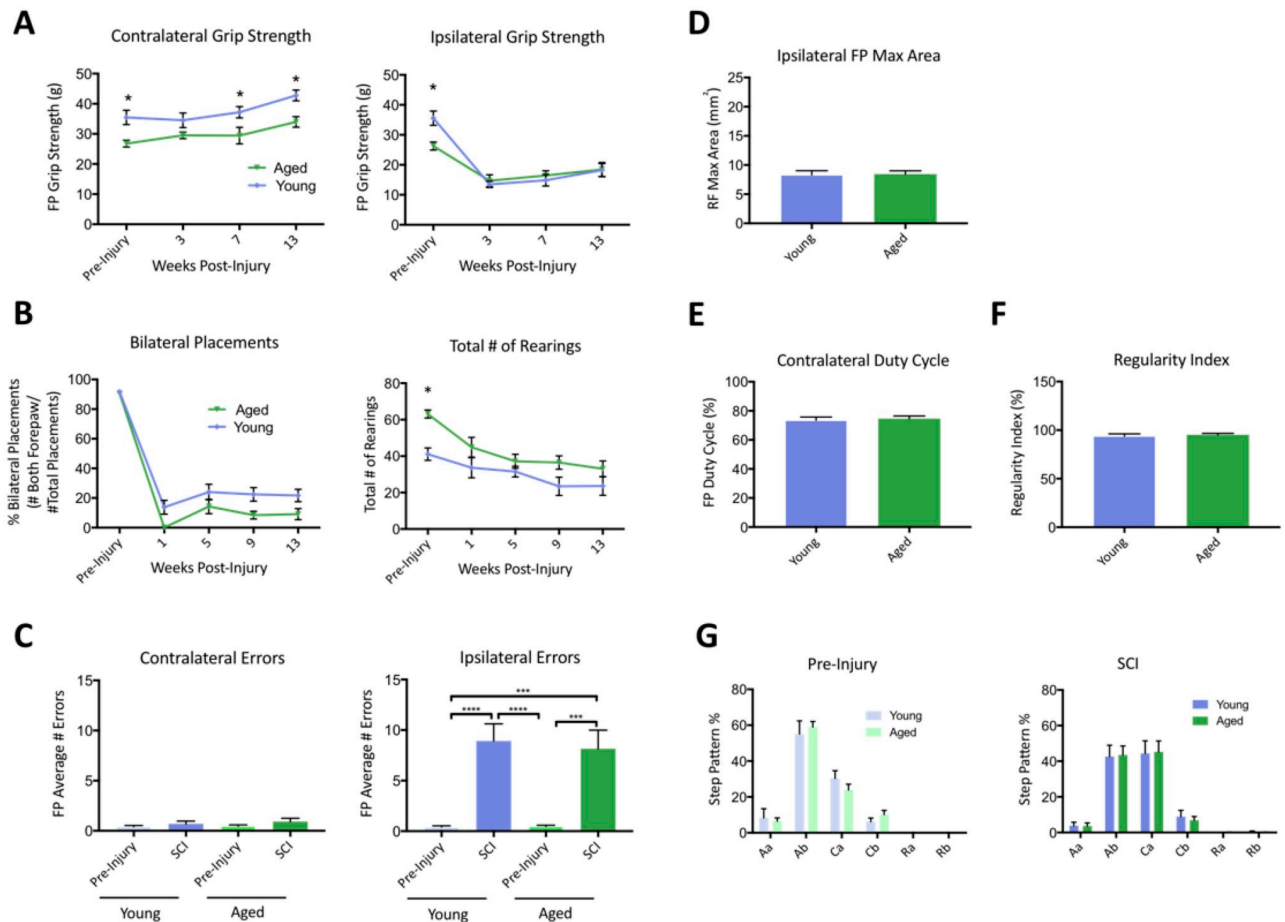 A
Contralateral Grip Strength
FP Grip Strength (g)
50
40
30
20
10
0
*
*
*
Aged
Young
Pre-Injury
3
7
13
Weeks Post-Injury
Ipsilateral Grip Strength
FP Grip Strength (g)
50
40
30
20
10
0
*
Pre-Injury
3
7
13
Weeks Post-Injury
D
Ipsilateral FP Max Area
RF Max Area (mm²)
25
20
15
10
5
0
Young
Aged
B
Bilateral Placements
% Bilateral Placements
(# Both Forepaw/
#Total Placements)
100
80
60
40
20
0
Aged
Young
Pre-Injury
1
5
9
13
Weeks Post-Injury
Total # of Rearings
Total # of Rearings
80
60
40
20
0
*
Pre-Injury
1
5
9
13
Weeks Post-Injury
E
Contralateral Duty Cycle
FP Duty Cycle (%)
100
80
60
40
20
0
Young
Aged
F
Regularity Index
Regularity Index (%)
150
100
50
0
Young
Aged
C
Contralateral Errors
FP Average # Errors
15
10
5
0
Pre-Injury
SCI
Pre-Injury
SCI
Young
Aged
Ipsilateral Errors
FP Average # Errors
15
10
5
0
***
****
****
***
Pre-Injury
SCI
Pre-Injury
SCI
Young
Aged
G
Pre-Injury
Step Pattern %
80
60
40
20
0
Young
Aged
Aa
Ab
Ca
Cb
Ra
Rb
SCI
Step Pattern %
80
60
40
20
0
Young
Aged
Aa
Ab
Ca
Cb
Ra
Rb